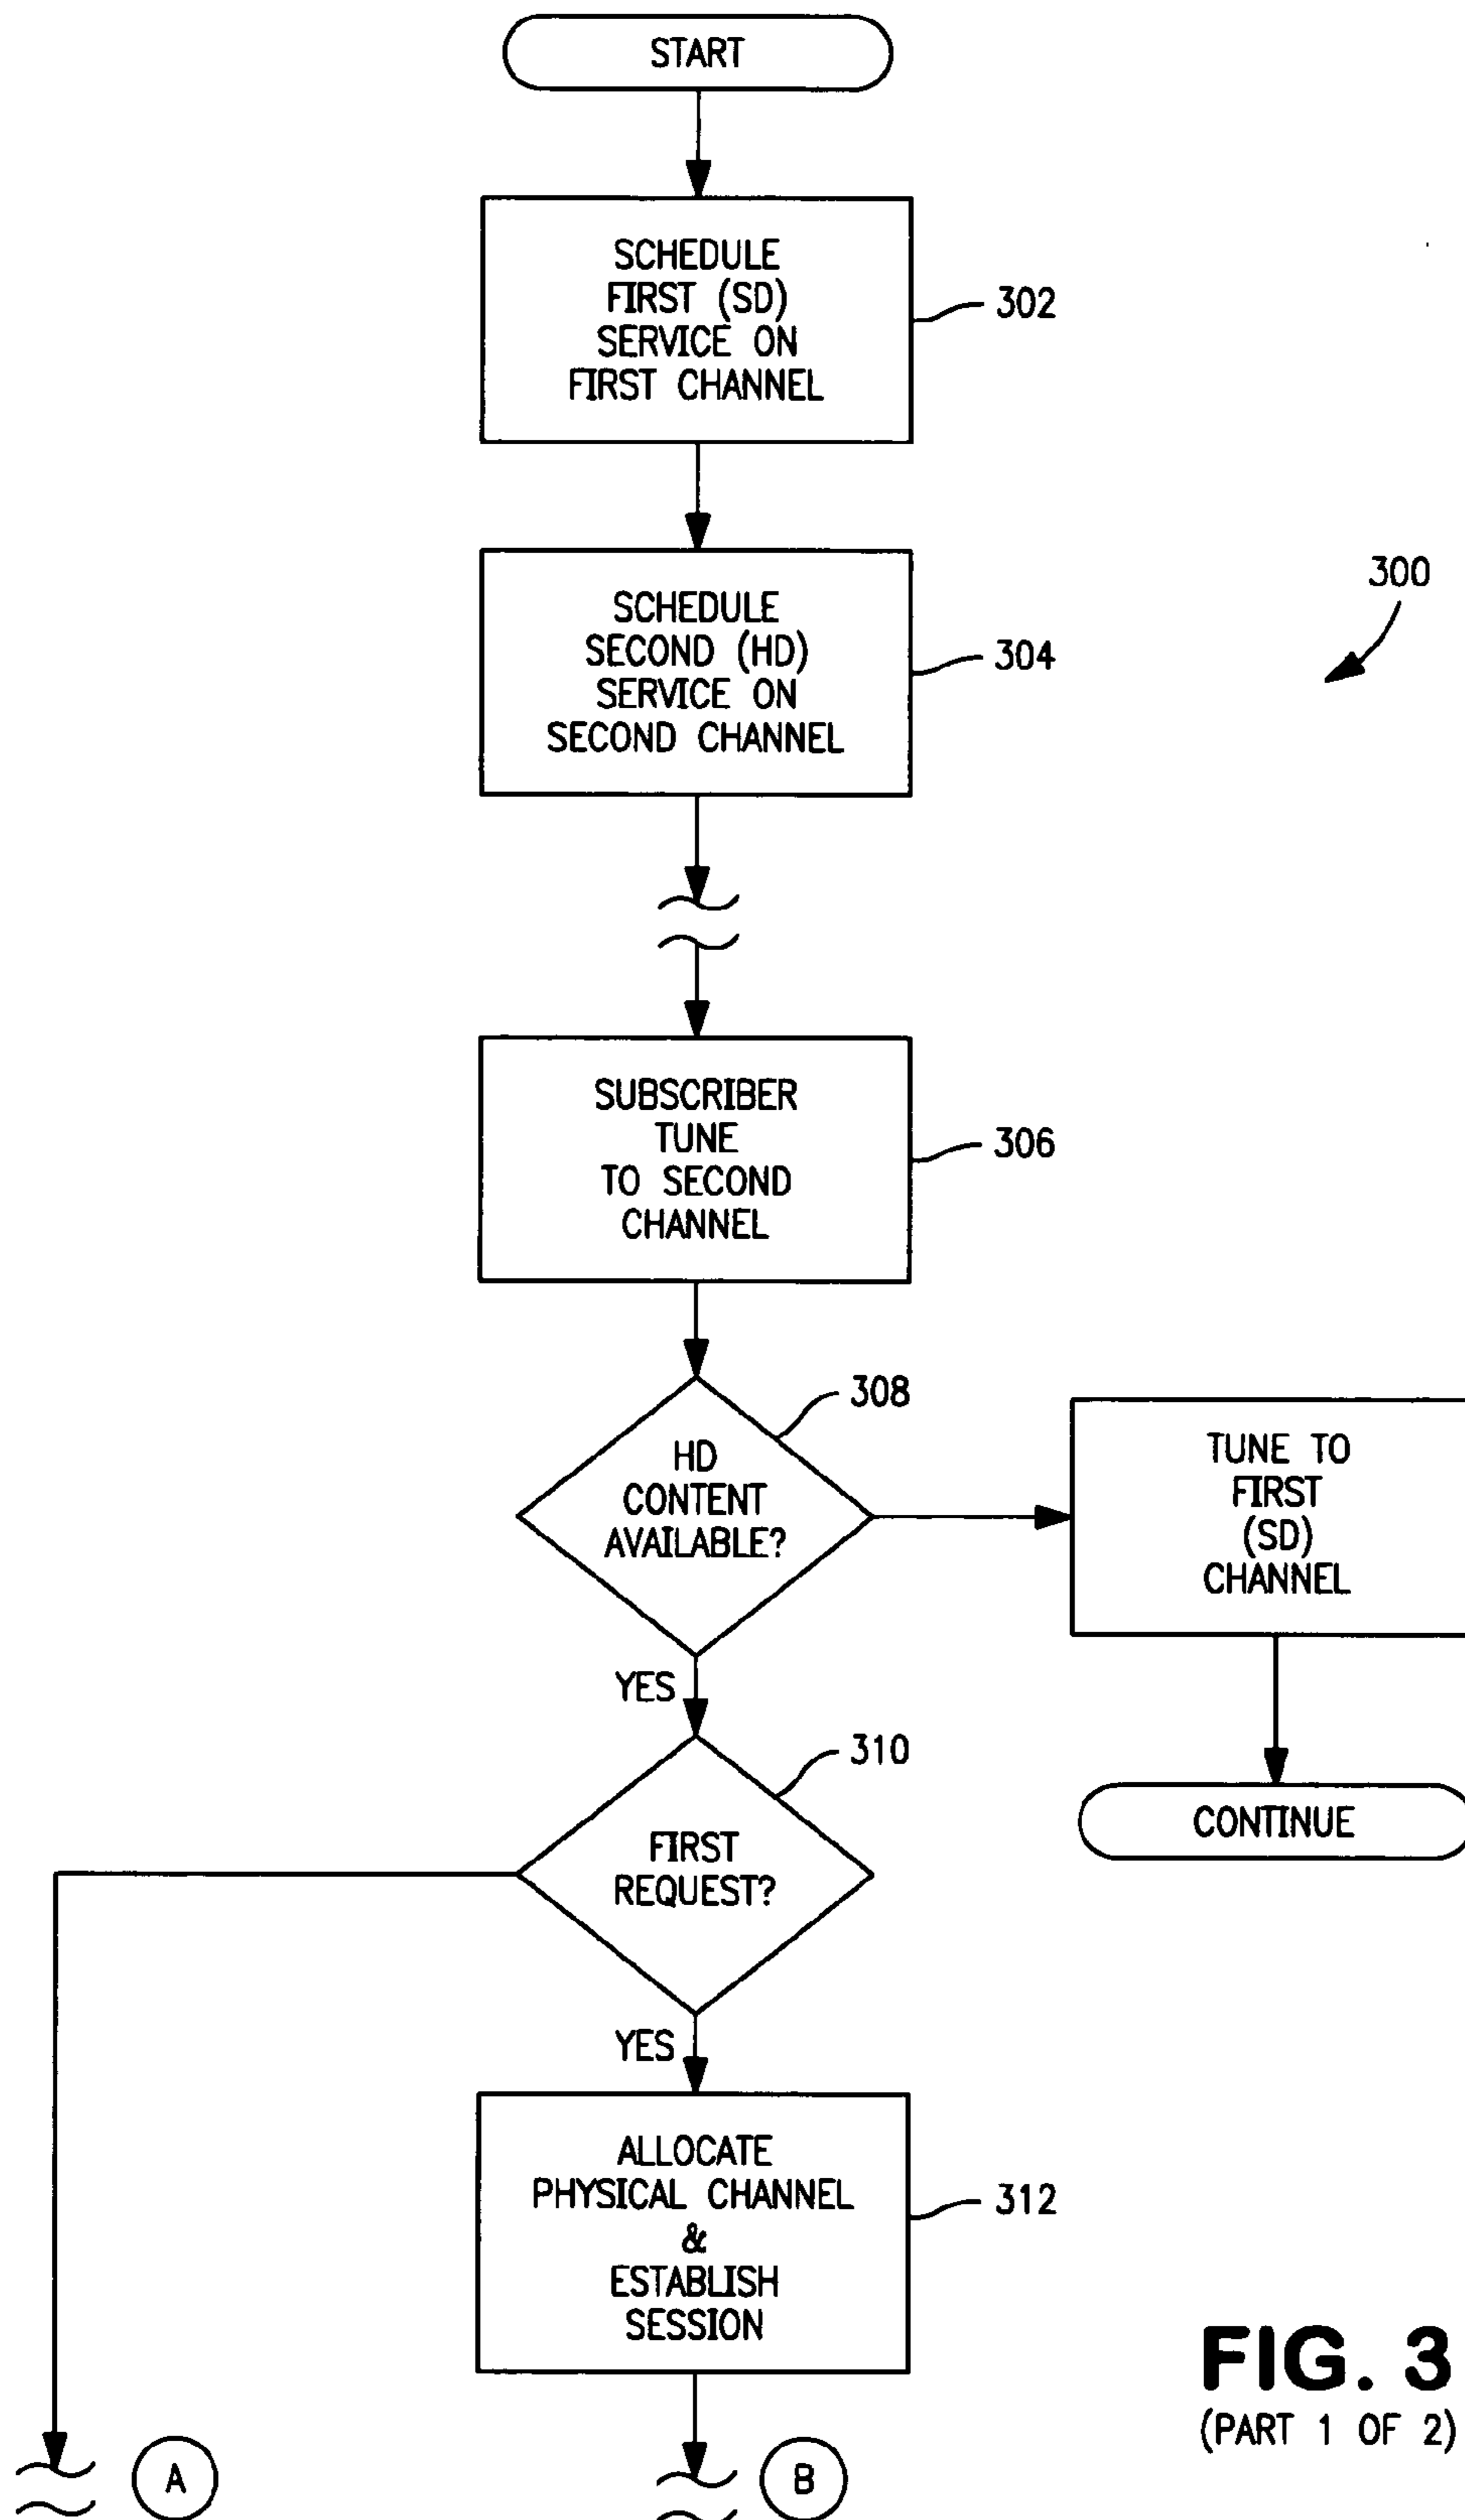 START
SCHEDULE
FIRST (SD)
SERVICE ON
FIRST CHANNEL
302
SCHEDULE
SECOND (HD)
SERVICE ON
SECOND CHANNEL
304
300
SUBSCRIBER
TUNE
TO SECOND
CHANNEL
306
HD
CONTENT
AVAILABLE?
308
TUNE TO
FIRST
(SD)
CHANNEL
YES
CONTINUE
FIRST
REQUEST?
310
YES
ALLOCATE
PHYSICAL CHANNEL
&
ESTABLISH
SESSION
312
A
B
FIG. 3
(PART 1 OF 2)